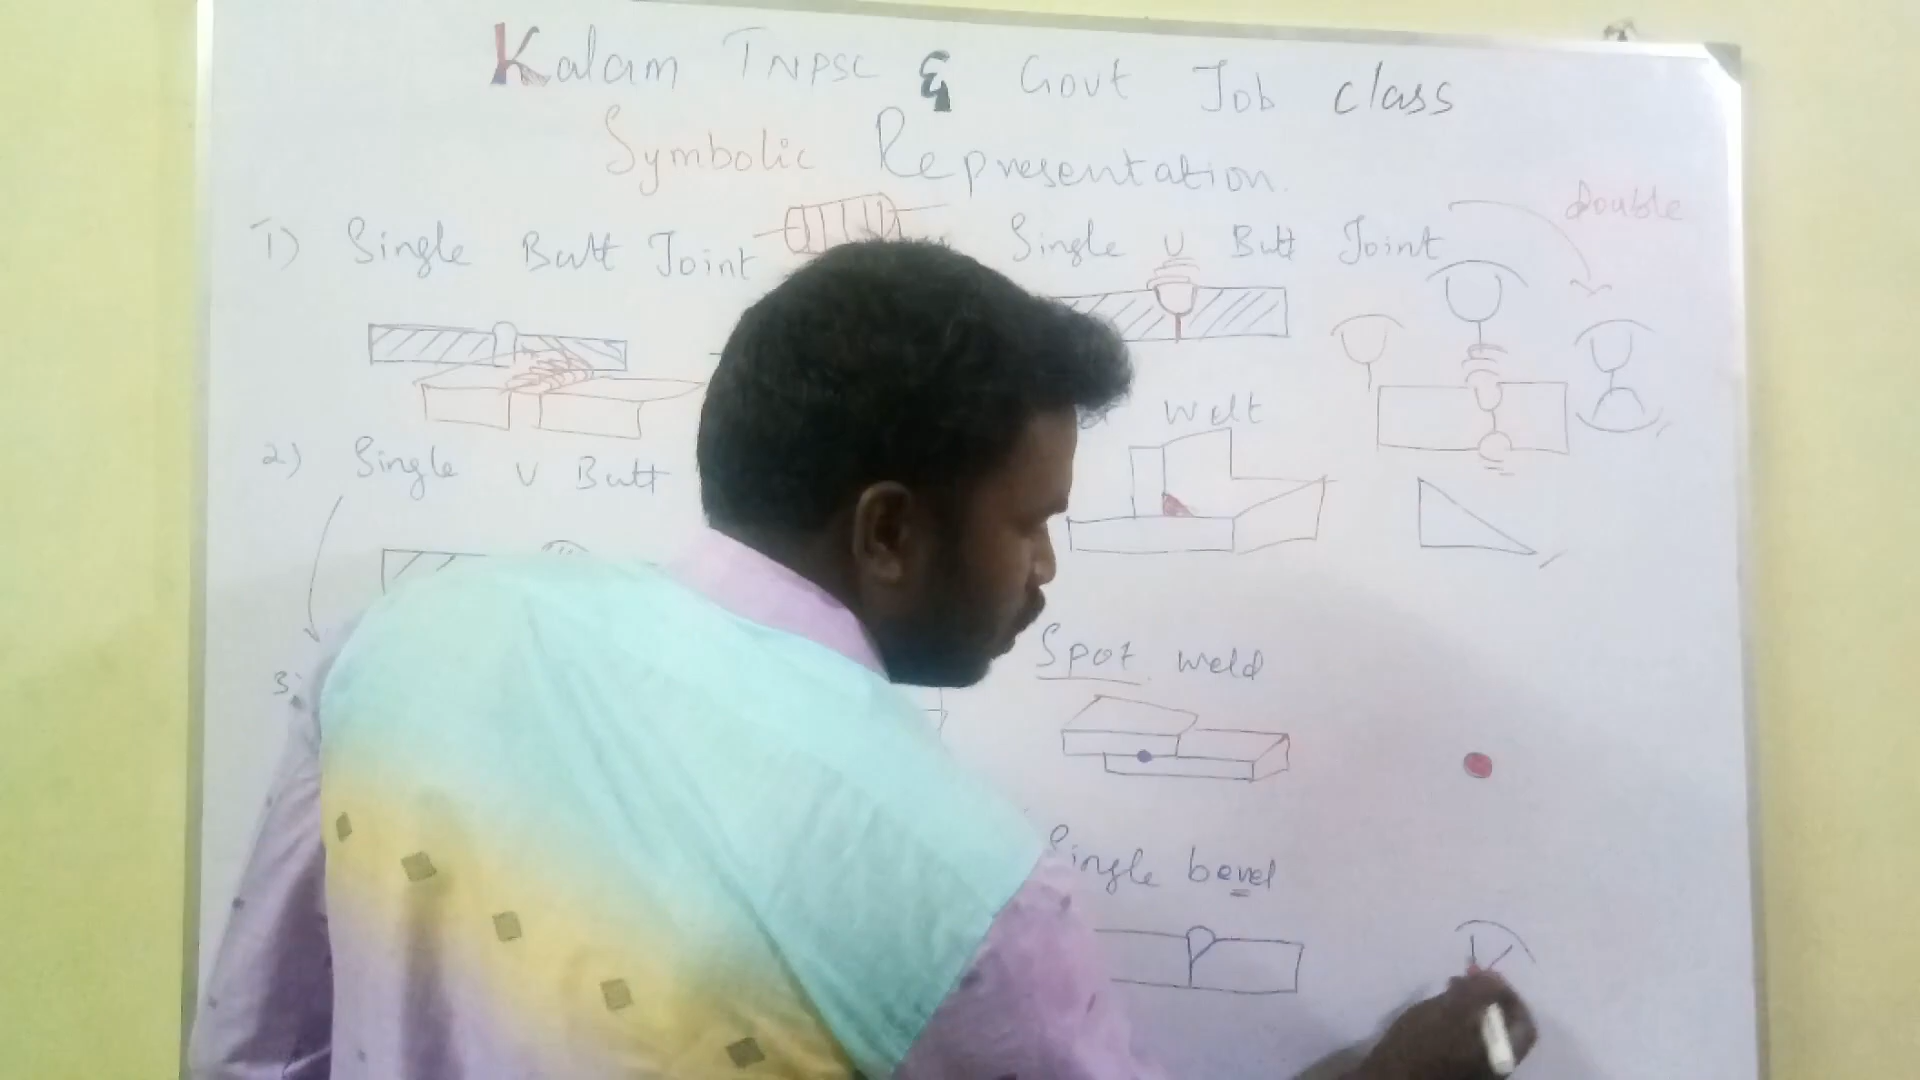 Kalam TNPSC & Govt Job class
Symbolic Representation.
1) Single Butt Joint
2) Single V Butt
3
Single U Butt Joint
Double
Welt
Spot weld
Single bevel